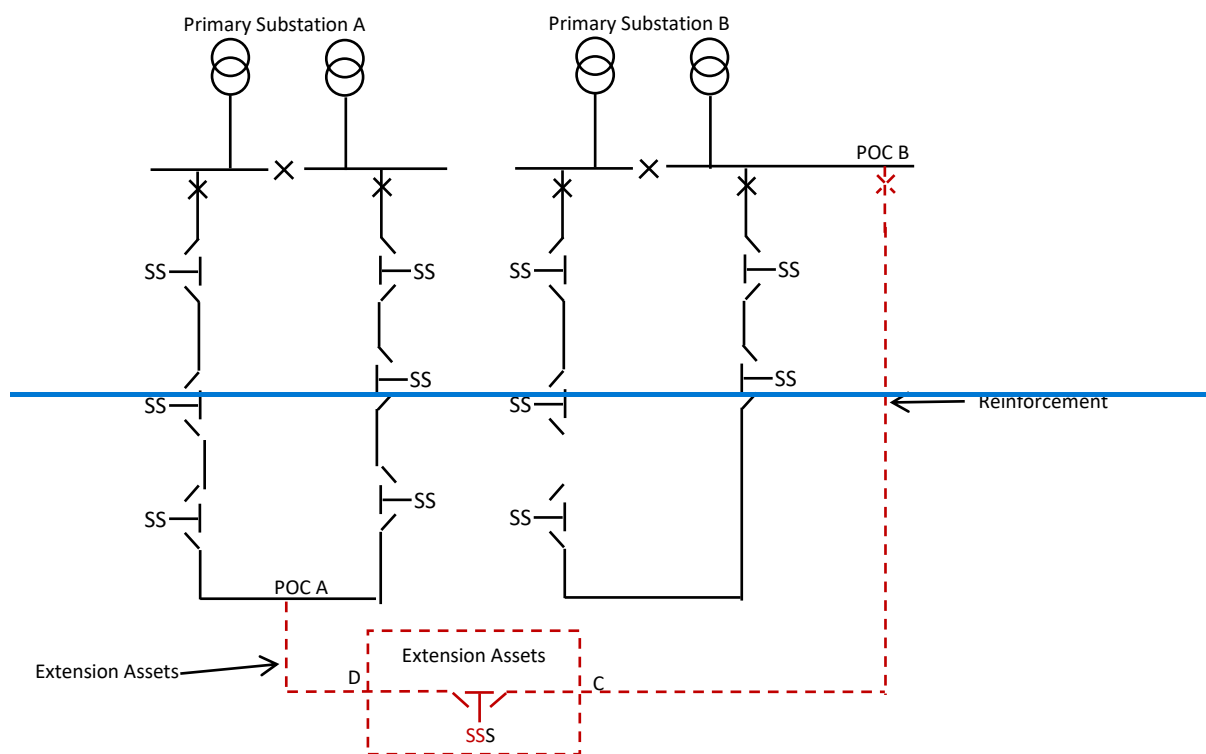 Primary Substation A
Primary Substation B
POC B
SS
SS
SS
SS
SS
SS
SS
SS
Reinforcement
SS
SS
SS
SS
POC A
Extension Assets
Extension Assets
D
C
SSS